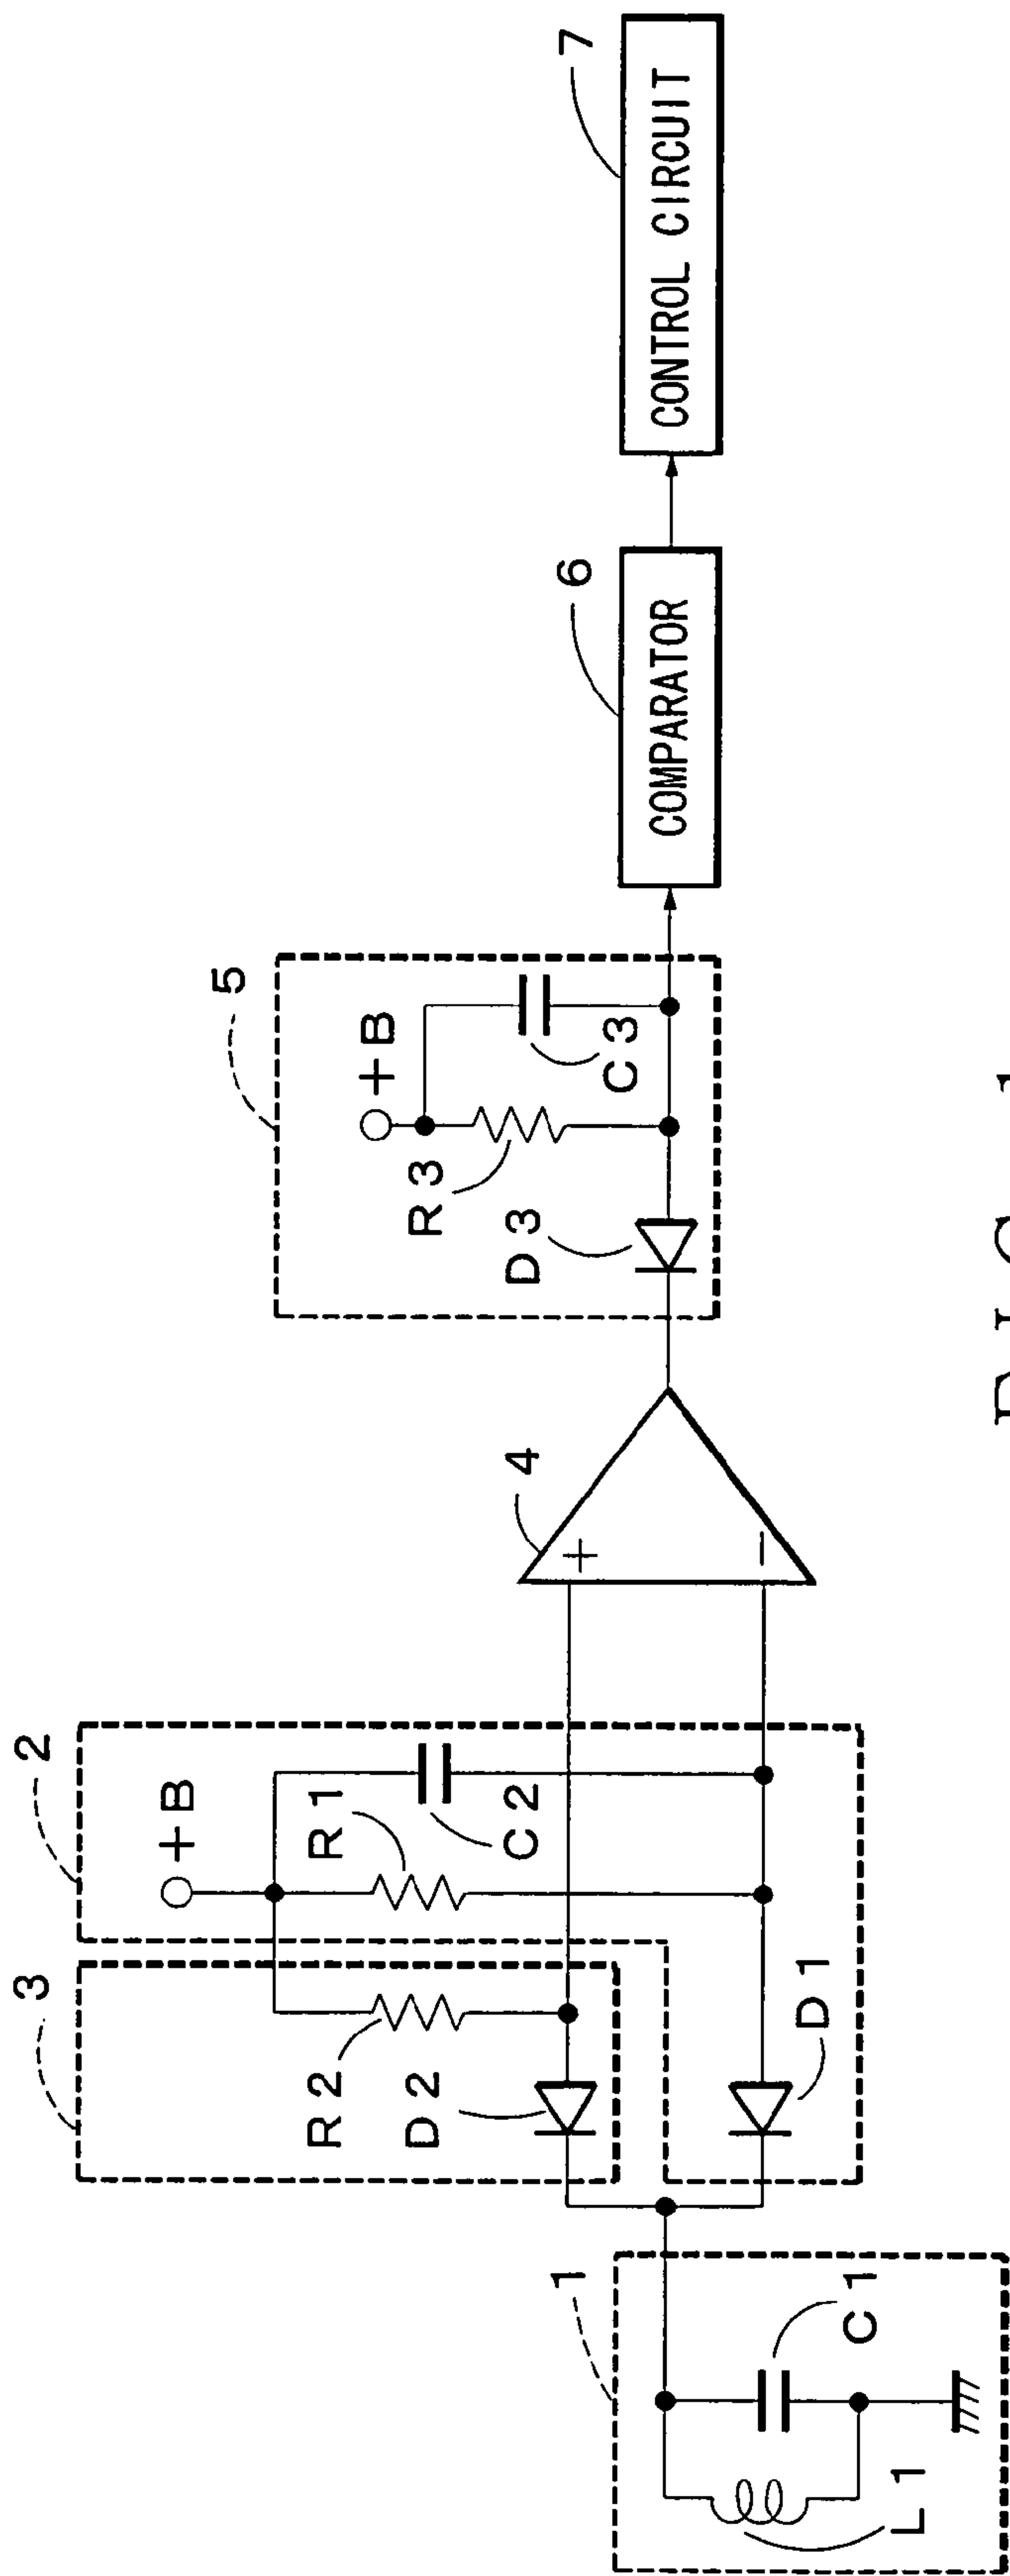 3
2
5
+B
+B
R2
R1
D2
C2
R3
C3
D3
4
6
7
+
−
COMPARATOR
CONTROL CIRCUIT
1
D1
C1
L1